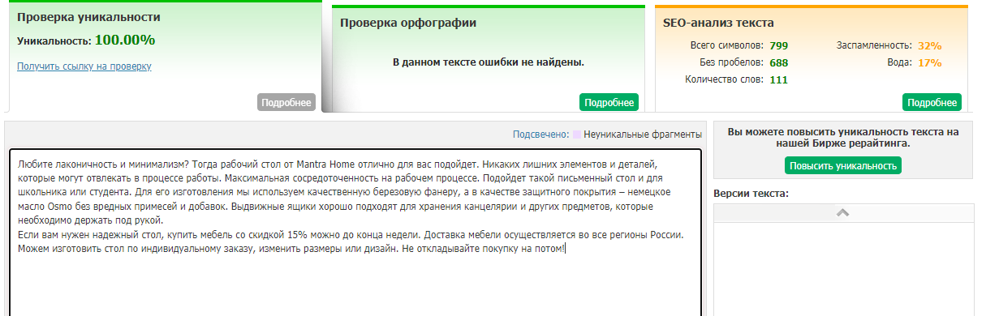 Проверка уникальности
Уникальность: 100.00%
Получить ссылку на проверку
Подробнее
Проверка орфографии
В данном тексте ошибки не найдены.
Подробнее
SEO-анализ текста
Всего символов: 799 Заспамленность: 32%
Без пробелов: 688 Вода: 17%
Количество слов: 111
Подробнее
Подсвечено: Неуникальные фрагменты
Любите лаконичность и минимализм? Тогда рабочий стол от Mantra Home отлично для вас подойдет. Никаких лишних элементов и деталей,
которые могут отвлекать в процессе работы. Максимальная сосредоточенность на рабочем процессе. Подойдет такой письменный стол и для
школьника или студента. Для его изготовления мы используем качественную березовую фанеру, а в качестве защитного покрытия – немецкое
масло Osmo без вредных примесей и добавок. Выдвижные ящики хорошо подходят для хранения канцелярии и других предметов, которые
необходимо держать под рукой.
Если вам нужен надежный стол, купить мебель со скидкой 15% можно до конца недели. Доставка мебели осуществляется во все регионы России.
Можем изготовить стол по индивидуальному заказу, изменить размеры или дизайн. Не откладывайте покупку на потом!
Вы можете повысить уникальность текста на
нашей Бирже рерайтинга.
Повысить уникальность
Версии текста: